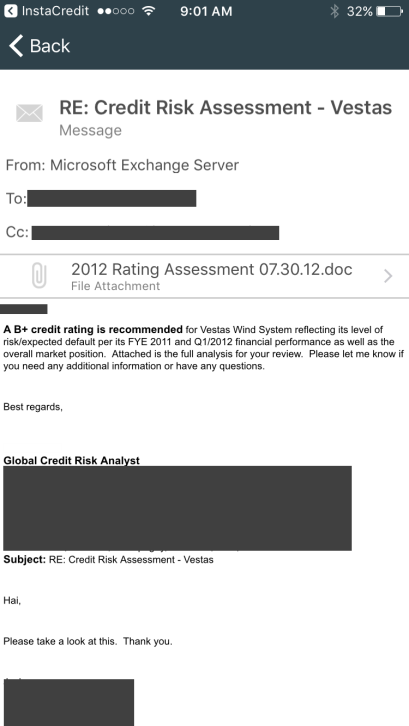 InstaCredit 9:01 AM 32%
Back
RE: Credit Risk Assessment - Vestas
Message
From: Microsoft Exchange Server
To:
Cc:
2012 Rating Assessment 07.30.12.doc
File Attachment
A B+ credit rating is recommended for Vestas Wind System reflecting its level of
risk/expected default per its FYE 2011 and Q1/2012 financial performance as well as the
overall market position. Attached is the full analysis for your review. Please let me know if
you need any additional information or have any questions.
Best regards,
Global Credit Risk Analyst
Subject: RE: Credit Risk Assessment - Vestas
Hai,
Please take a look at this. Thank you.